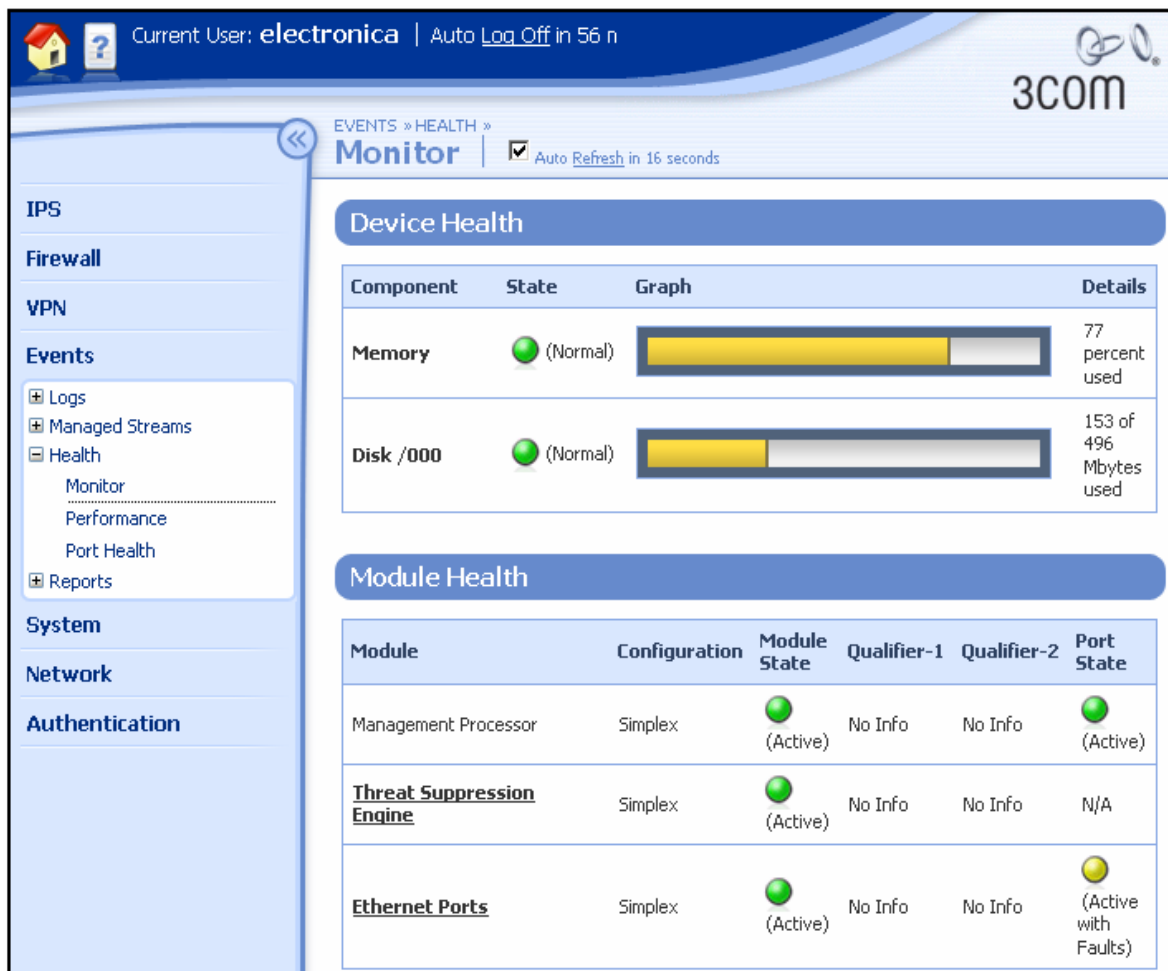 Current User: electronica | Auto Log Off in 56 n
3COM
EVENTS » HEALTH »
Monitor
Auto Refresh in 16 seconds
IPS
Firewall
VPN
Events
Logs
Managed Streams
Health
Monitor
Performance
Port Health
Reports
System
Network
Authentication
Device Health
Component State Graph Details
Memory (Normal) 77 percent used
Disk /000 (Normal) 153 of 496 Mbytes used
Module Health
Module Configuration Module State Qualifier-1 Qualifier-2 Port State
Management Processor Simplex (Active) No Info No Info (Active)
Threat Suppression Engine Simplex (Active) No Info No Info N/A
Ethernet Ports Simplex (Active) No Info No Info (Active with Faults)